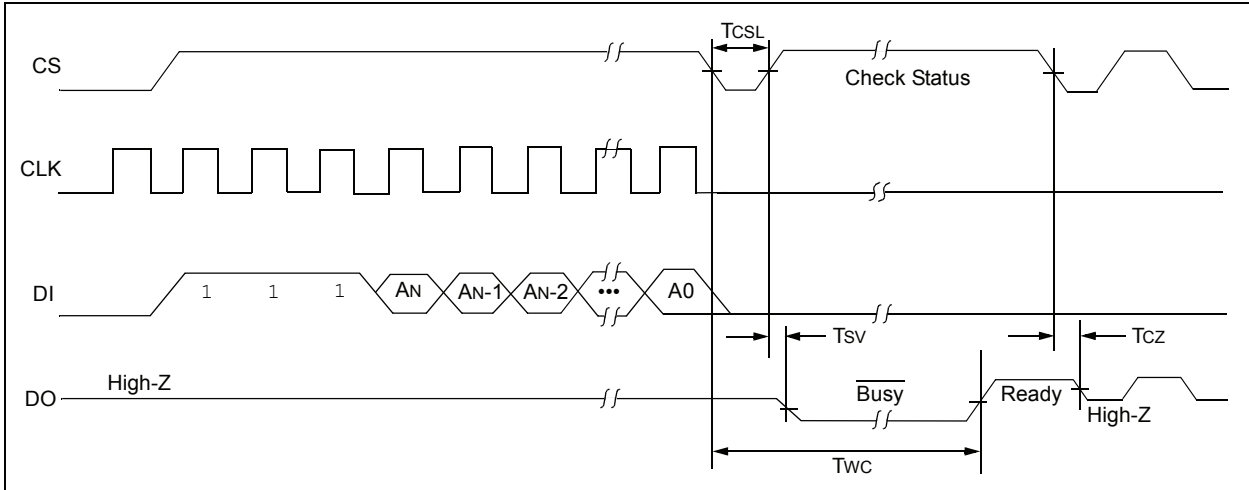 TCSL
CS
Check Status
CLK
DI
1 1 1 AN AN-1 AN-2 ••• A0
TSV
TCZ
High-Z
DO
Busy
Ready
High-Z
TWC